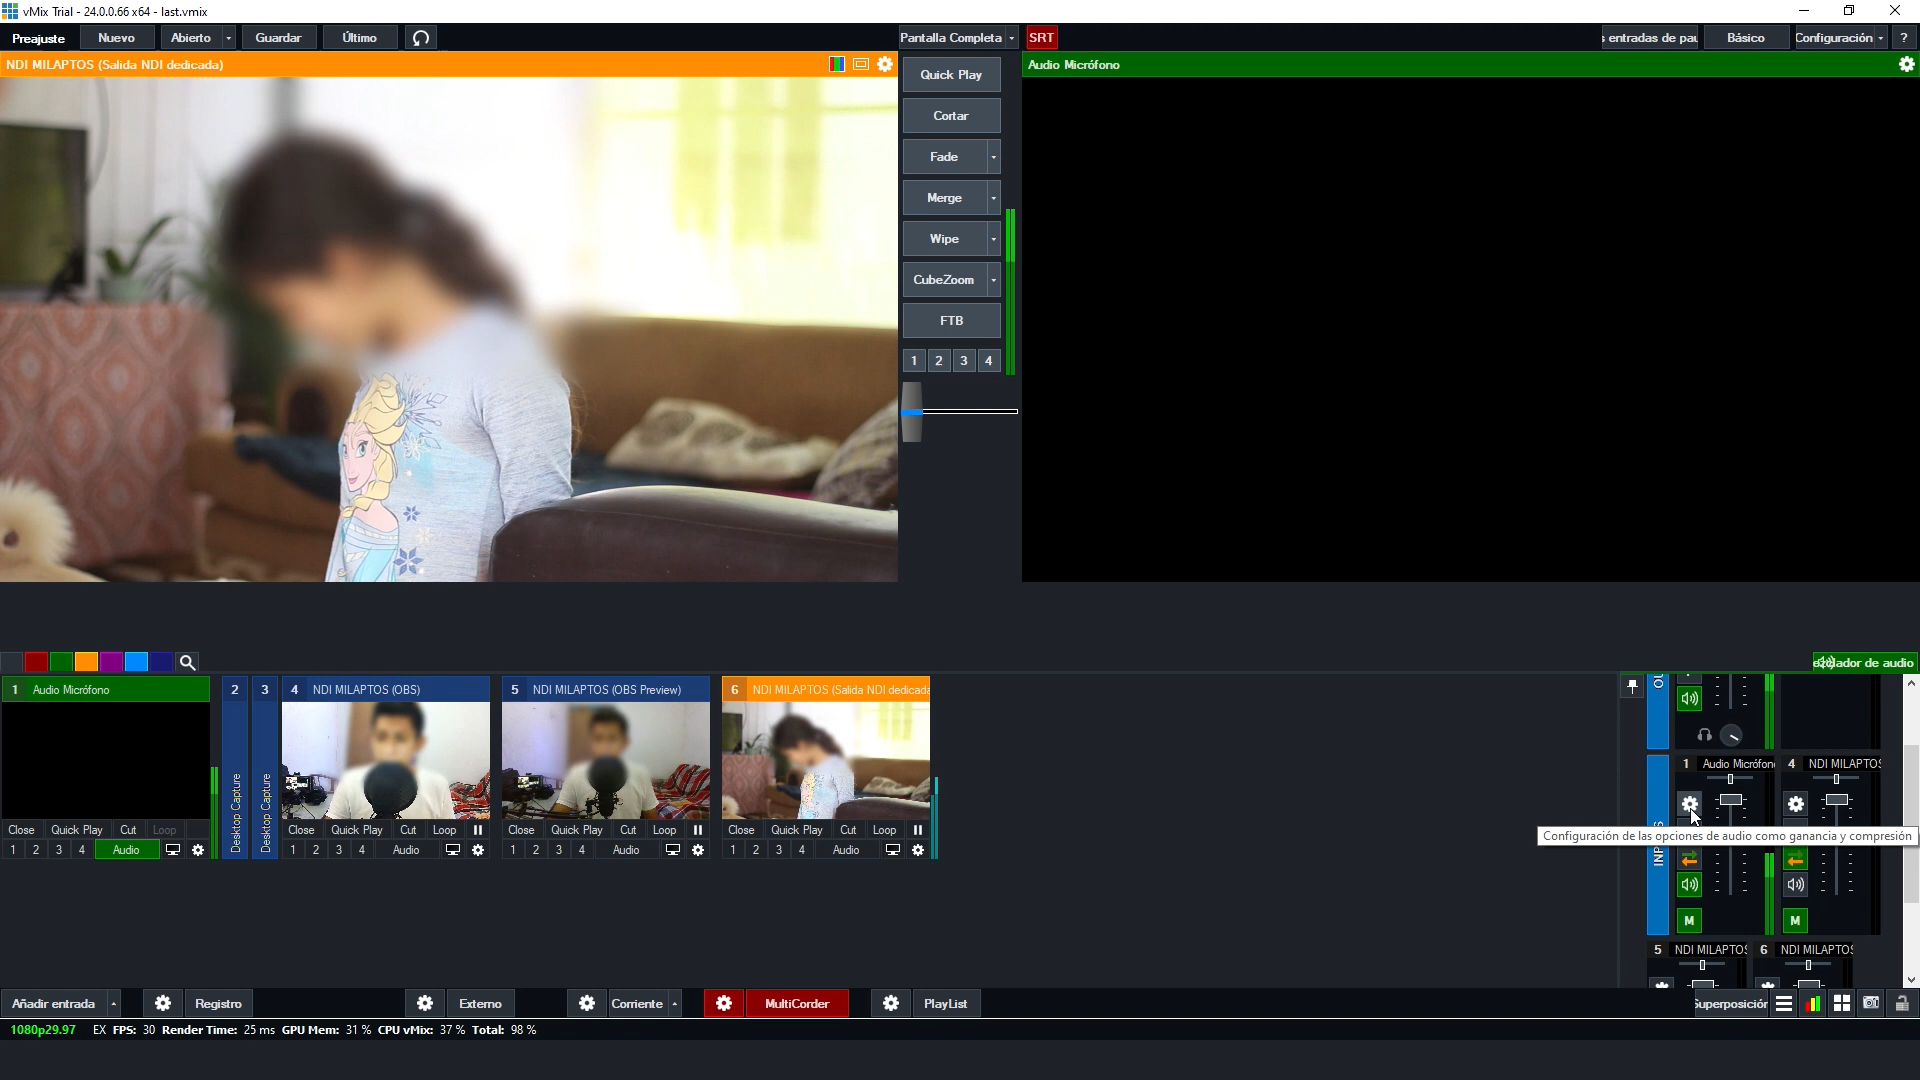 vMix Trial - 24.0.0.66 x64 - last.vmix
Preajuste Nuevo Abierto Guardar Último Pantalla Completa SRT s entradas de pau Básico Configuración ?
NDI MILAPTOS (Salida NDI dedicada)
Audio Micrófono
Quick Play
Cortar
Fade
Merge
Wipe
CubeZoom
FTB
1 2 3 4
ezclador de audio
1 Audio Micrófono
2 Desktop Capture
3 Desktop Capture
4 NDI MILAPTOS (OBS)
5 NDI MILAPTOS (OBS Preview)
6 NDI MILAPTOS (Salida NDI dedicada
Close Quick Play Cut Loop
1 2 3 4 Audio
Close Quick Play Cut Loop
1 2 3 4 Audio
Close Quick Play Cut Loop
1 2 3 4 Audio
Close Quick Play Cut Loop
1 2 3 4 Audio
OU
1 Audio Micrófon
4 NDI MILAPTOS
Configuración de las opciones de audio como ganancia y compresión
M M
5 NDI MILAPTOS
6 NDI MILAPTOS
Añadir entrada Registro Externo Corriente MultiCorder PlayList Superposición
1080p29.97 EX FPS: 30 Render Time: 25 ms GPU Mem: 31 % CPU vMix: 37 % Total: 98 %